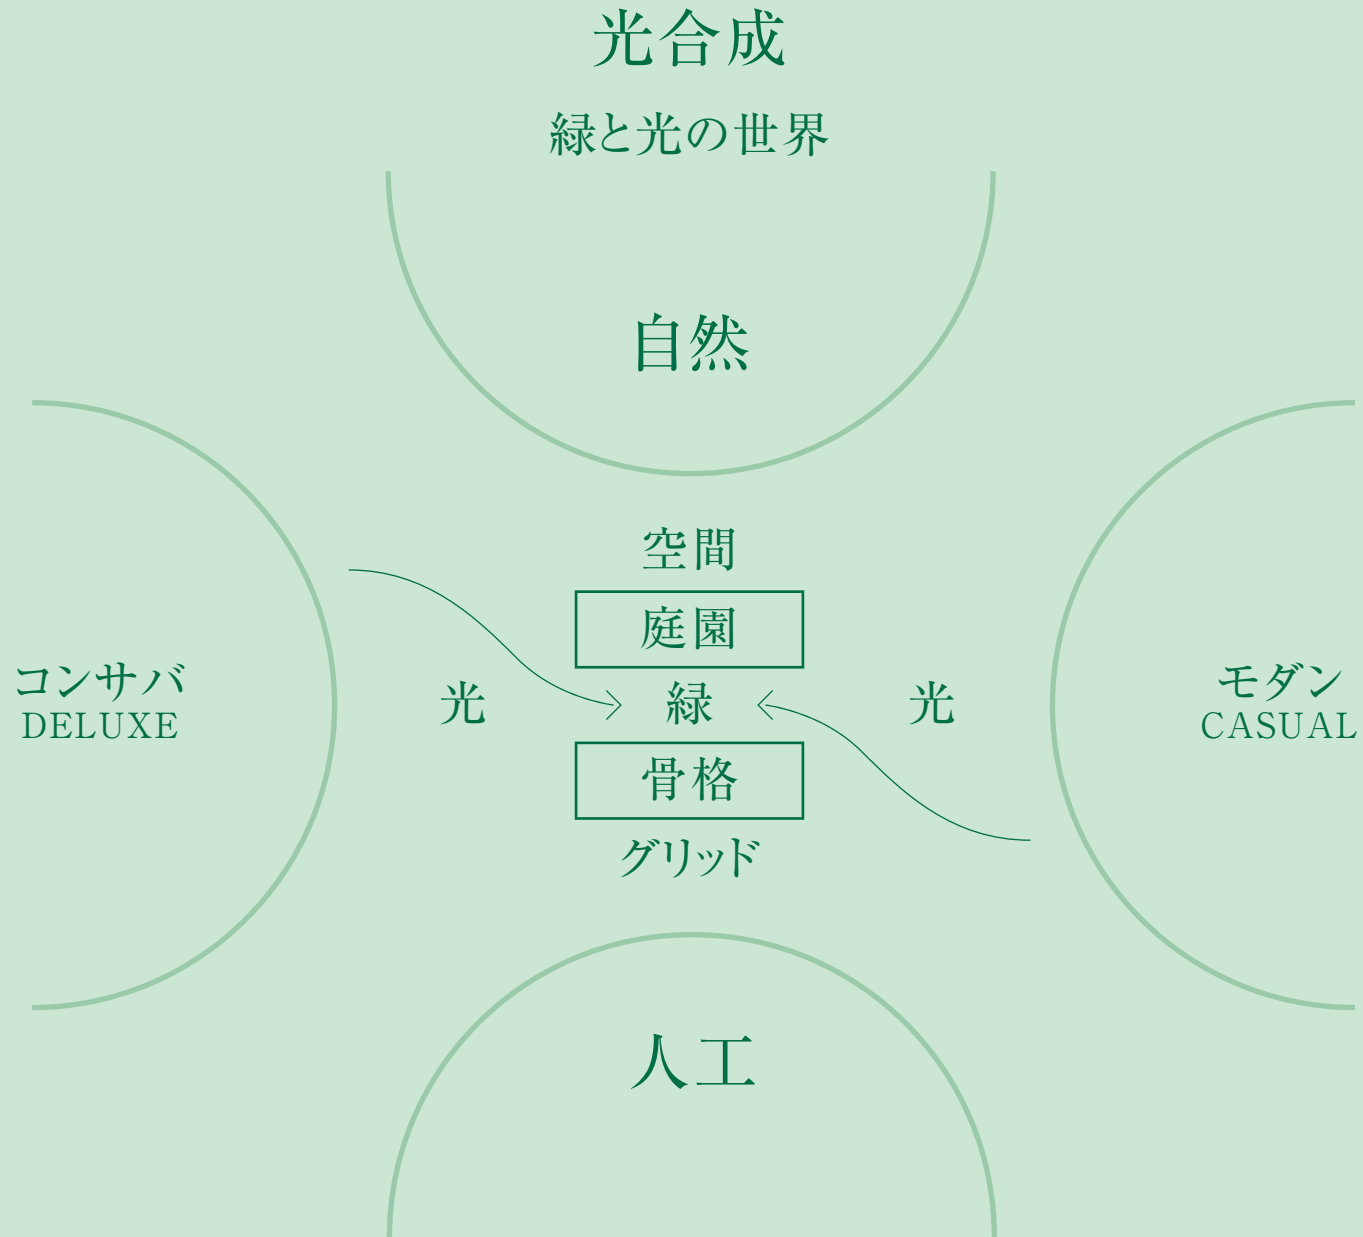 光合成
緑と光の世界
自然
空間
庭園
コンサバ
DELUXE
光
緑
光
モダン
CASUAL
骨格
グリッド
人工